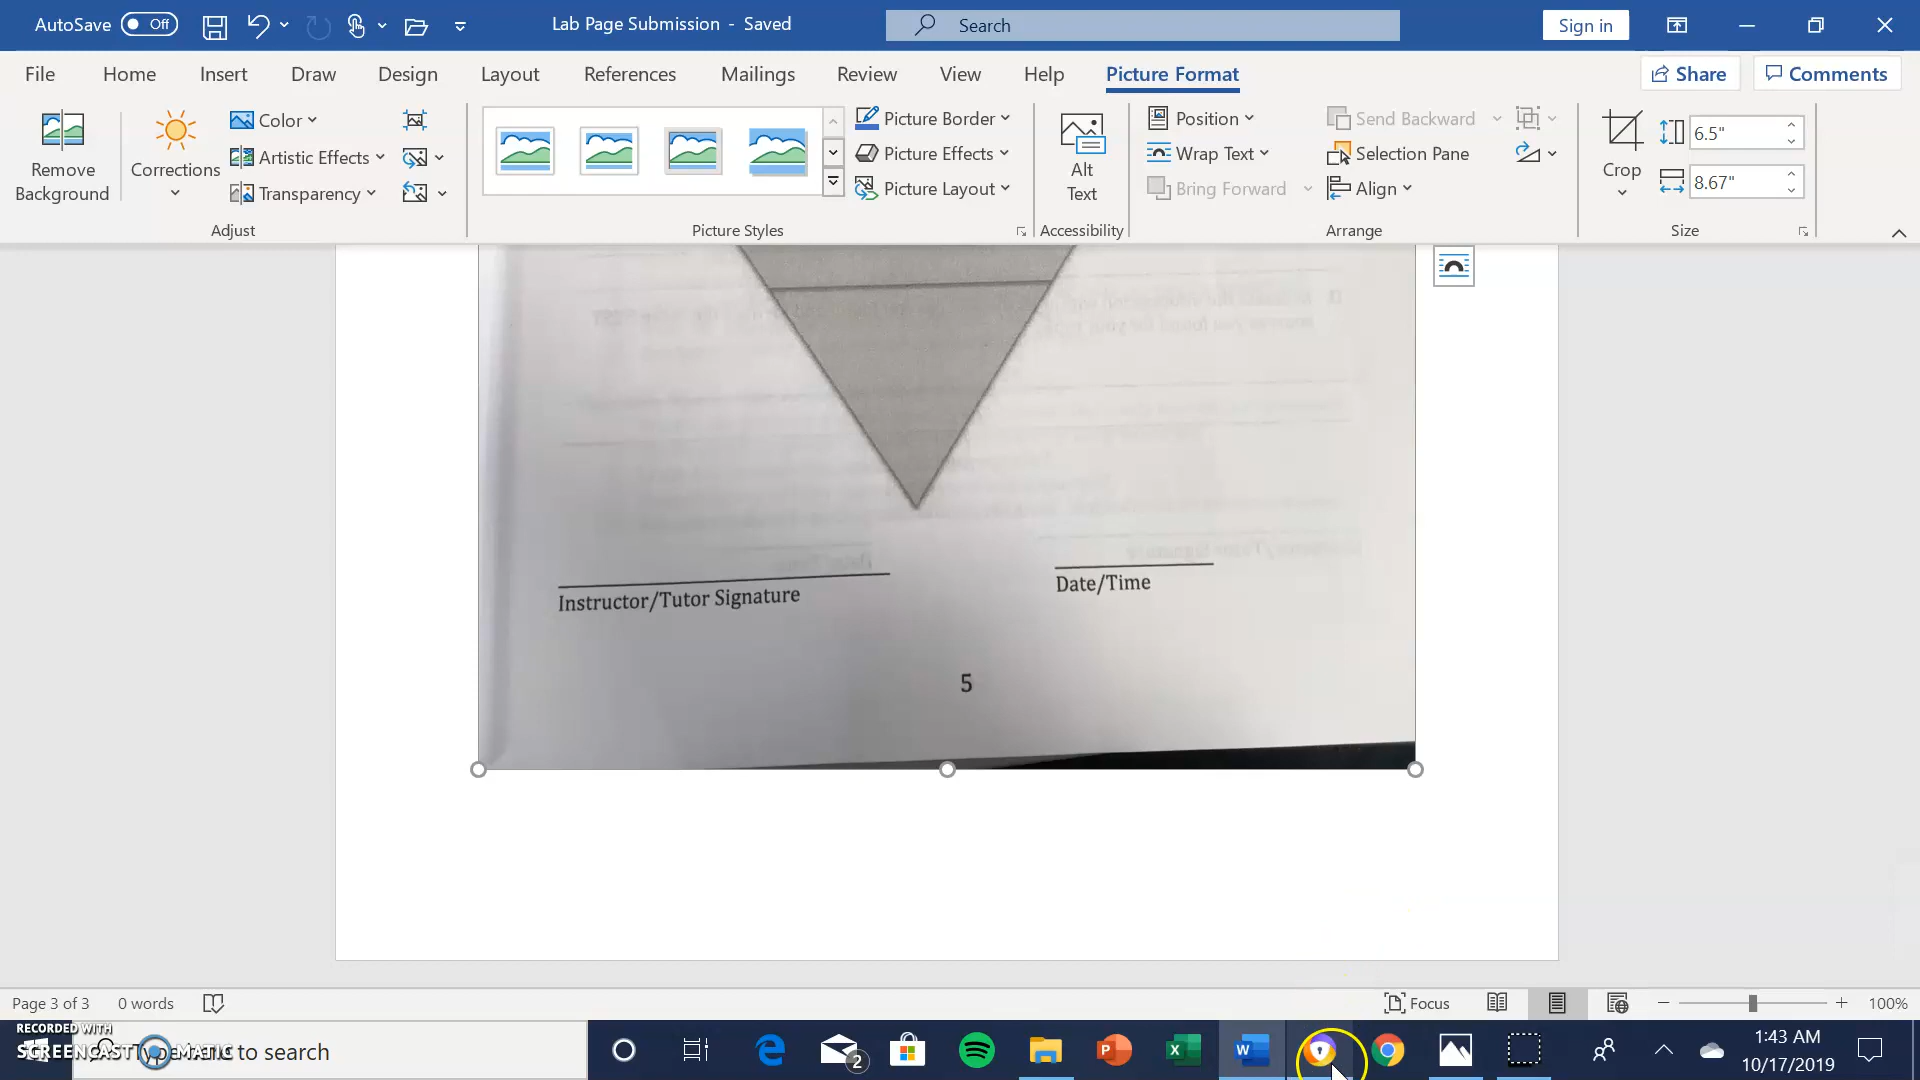 AutoSave Off
Lab Page Submission - Saved
Search
Sign in
File Home Insert Draw Design Layout References Mailings Review View Help Picture Format
Share
Comments
Remove Background
Corrections
Color
Artistic Effects
Transparency
Adjust
Picture Styles
Picture Border
Picture Effects
Picture Layout
Alt Text
Accessibility
Position
Wrap Text
Bring Forward
Send Backward
Selection Pane
Align
Arrange
Crop
6.5"
8.67"
Size
Instructor/Tutor Signature
Date/Time
5
Page 3 of 3 0 words
Focus
100%
RECORDED WITH
SCREENCAST MATIC
Type here to search
2
1:43 AM
10/17/2019